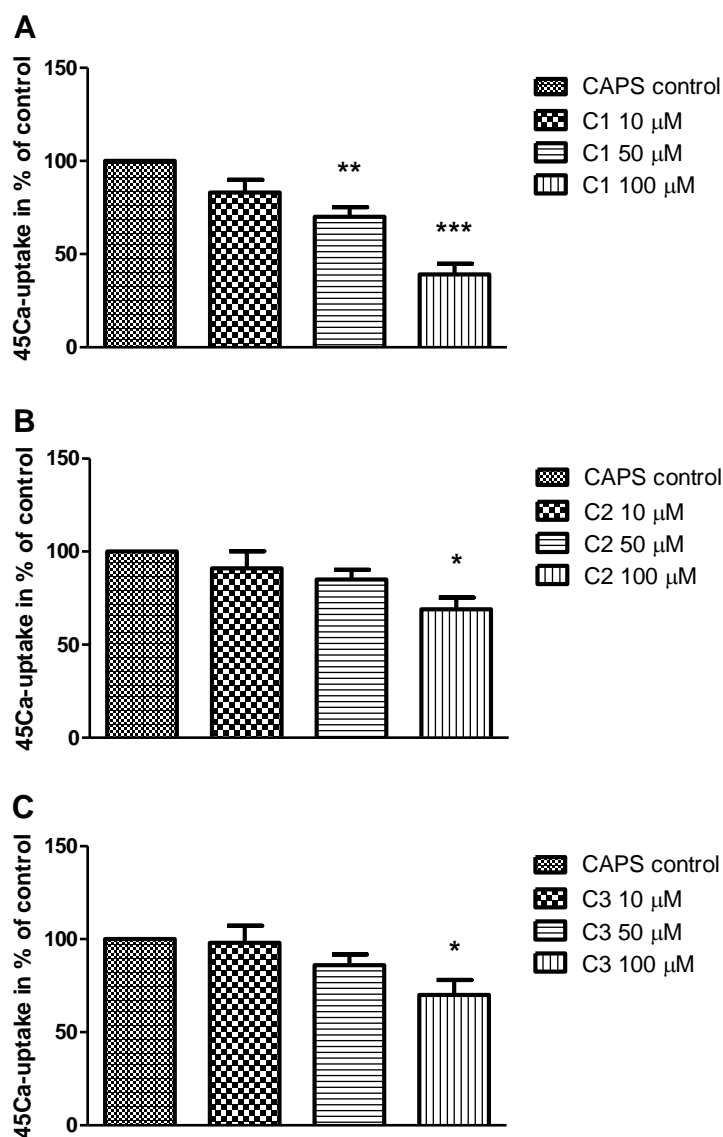 A
45Ca-uptake in % of control
150
100
50
0
**
***
CAPS control
C1 10 μM
C1 50 μM
C1 100 μM
B
45Ca-uptake in % of control
150
100
50
0
*
CAPS control
C2 10 μM
C2 50 μM
C2 100 μM
C
45Ca-uptake in % of control
150
100
50
0
*
CAPS control
C3 10 μM
C3 50 μM
C3 100 μM